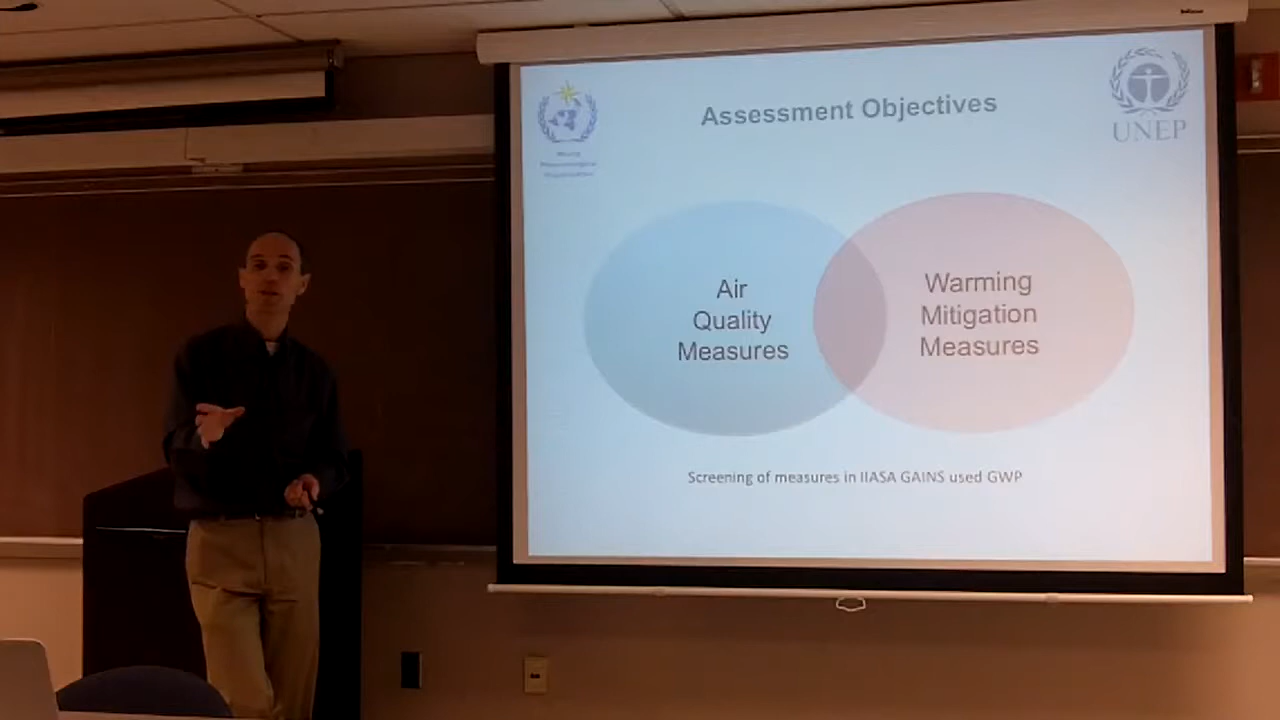 Assessment Objectives
UNEP
Air
Quality
Measures
Warming
Mitigation
Measures
Screening of measures in IIASA GAINS used GWP